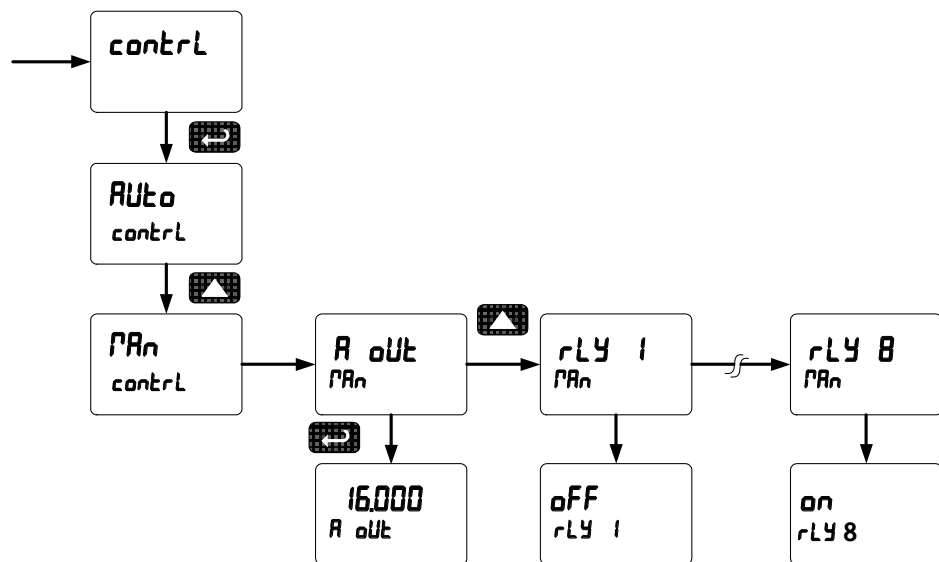 contrL
AUto
contrL
MAn
contrL
A oUt
MAn
rLY 1
MAn
rLY 8
MAn
16.000
A oUt
oFF
rLY 1
on
rLY 8